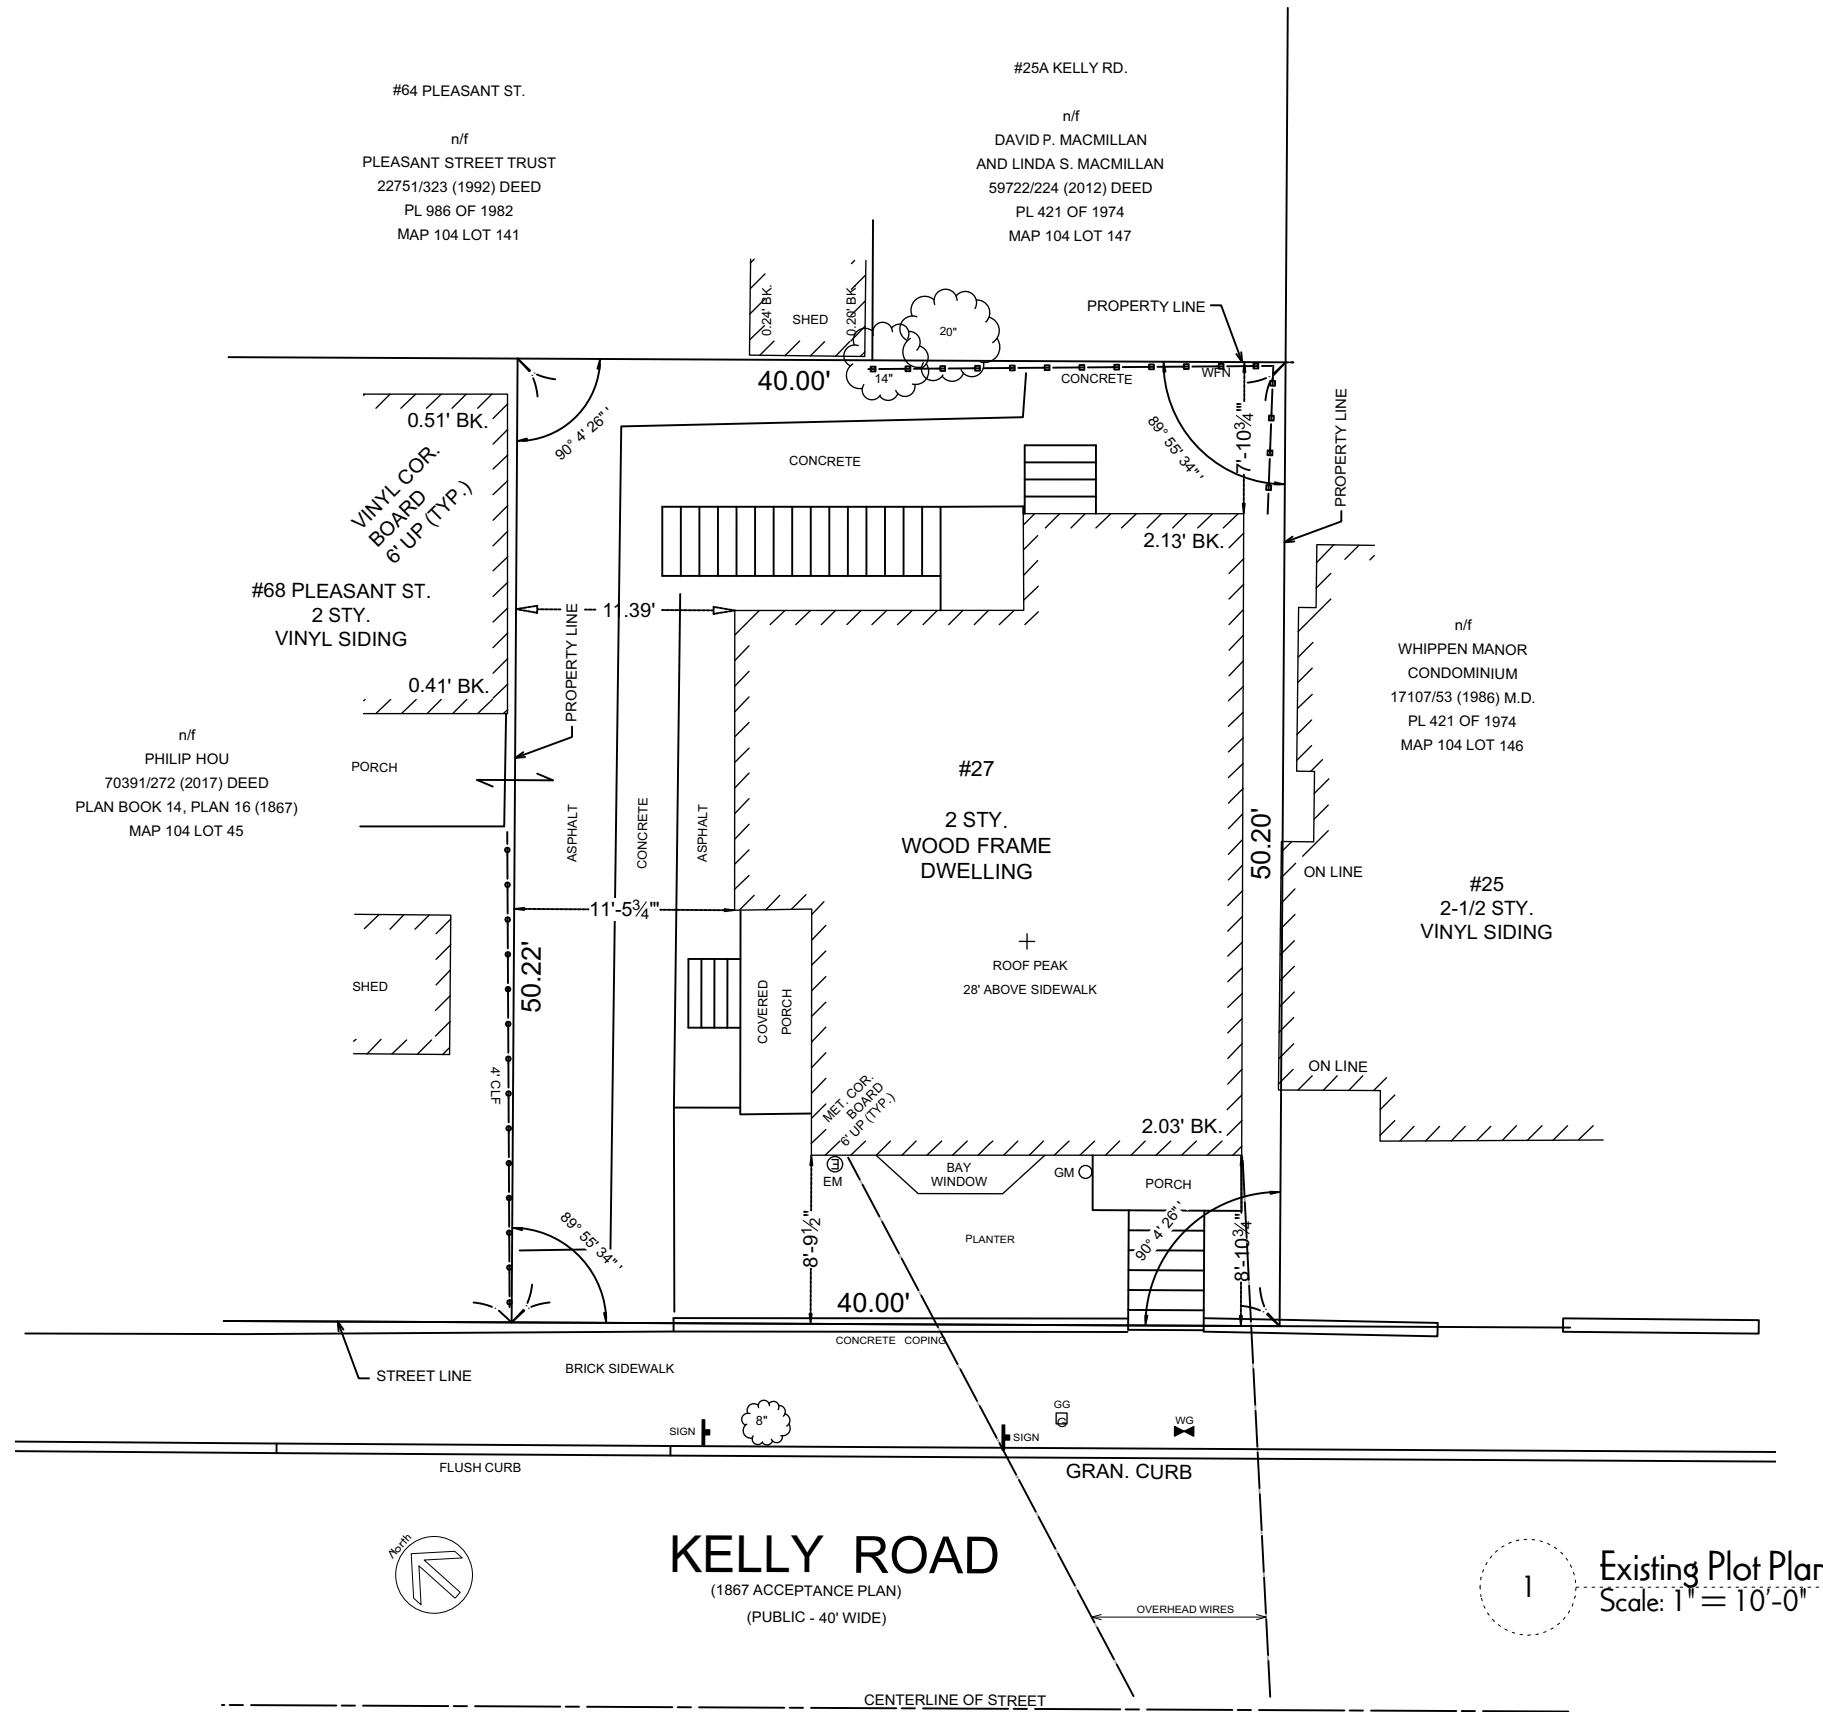 #64 PLEASANT ST.
n/f
PLEASANT STREET TRUST
22751/323 (1992) DEED
PL 986 OF 1982
MAP 104 LOT 141
#25A KELLY RD.
n/f
DAVID P. MACMILLAN
AND LINDA S. MACMILLAN
59722/224 (2012) DEED
PL 421 OF 1974
MAP 104 LOT 147
0.24' BK.
SHED
0.20' BK.
20"
14"
PROPERTY LINE
40.00'
CONCRETE
WFN
0.51' BK.
90° 4' 26"'
89° 55' 34"'
7'-10¾"'
PROPERTY LINE
VINYL COR.
BOARD
6' UP (TYP.)
CONCRETE
2.13' BK.
#68 PLEASANT ST.
2 STY.
VINYL SIDING
11.39'
PROPERTY LINE
0.41' BK.
n/f
WHIPPEN MANOR
CONDOMINIUM
17107/53 (1986) M.D.
PL 421 OF 1974
MAP 104 LOT 146
n/f
PHILIP HOU
70391/272 (2017) DEED
PLAN BOOK 14, PLAN 16 (1867)
MAP 104 LOT 45
PORCH
ASPHALT
CONCRETE
ASPHALT
#27
2 STY.
WOOD FRAME
DWELLING
50.20'
ON LINE
#25
2-1/2 STY.
VINYL SIDING
11'-5¾"'
50.22'
SHED
COVERED
PORCH
ROOF PEAK
28' ABOVE SIDEWALK
4' CLF
MET. COR.
BOARD
6' UP (TYP.)
ON LINE
2.03' BK.
E
EM
BAY
WINDOW
GM
PORCH
89° 55' 34"'
8'-9½"
PLANTER
90° 4' 26"'
8'-10¾"
40.00'
CONCRETE COPING
STREET LINE
BRICK SIDEWALK
SIGN
8"
SIGN
GG
G
WG
FLUSH CURB
GRAN. CURB
North
KELLY ROAD
(1867 ACCEPTANCE PLAN)
(PUBLIC - 40' WIDE)
OVERHEAD WIRES
1
Existing Plot Plan
Scale: 1" = 10'-0"
CENTERLINE OF STREET